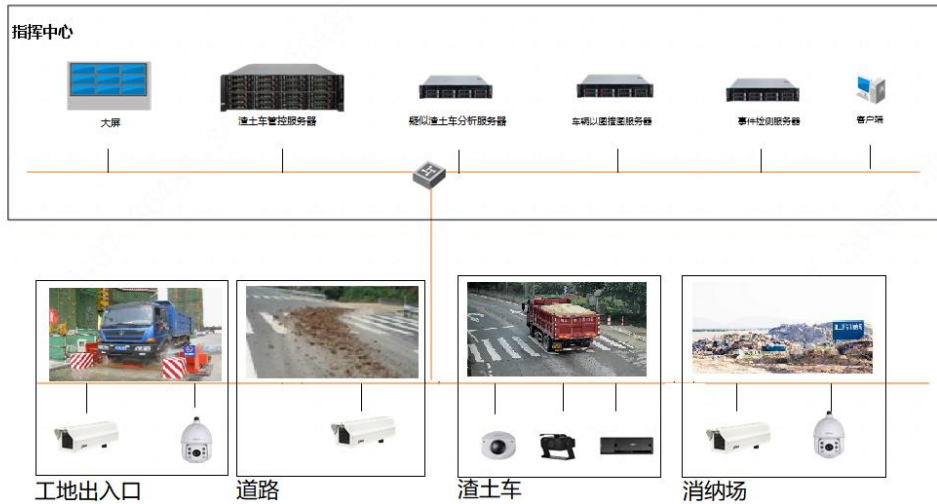 指挥中心
大屏
渣土车管控服务器
疑似渣土车分析服务器
车辆以图搜图服务器
事件检测服务器
客户端
工地出入口
道路
渣土车
消纳场